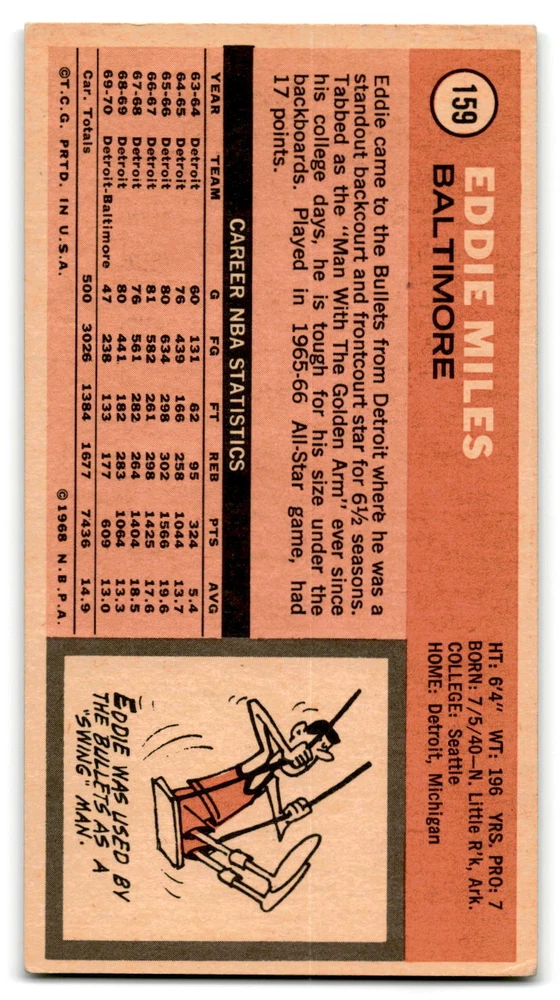 159
EDDIE MILES
BALTIMORE
HT: 6'4" WT: 196 YRS. PRO: 7
BORN: 7/5/40—N. Little R'k, Ark.
COLLEGE: Seattle
HOME: Detroit, Michigan
Eddie came to the Bullets from Detroit where he was a
standout backcourt and frontcourt star for 6½ seasons.
Tabbed as the "Man With The Golden Arm" ever since
his college days, he is tough for his size under the
backboards. Played in 1965-66 All-Star game, had
17 points.
CAREER NBA STATISTICS
YEAR TEAM G FG FT REB PTS AVG
63-64 Detroit 60 131 62 95 324 5.4
64-65 Detroit 76 439 166 258 1044 13.7
65-66 Detroit 80 634 298 302 1566 19.6
66-67 Detroit 81 582 261 298 1425 17.6
67-68 Detroit 76 561 282 264 1404 18.5
68-69 Detroit 80 441 182 283 1064 13.3
69-70 Detroit-Baltimore 47 238 133 177 609 13.0
Car. Totals 500 3026 1384 1677 7436 14.9
©T.C.G. PRTD. IN U.S.A. © 1968 N.B.P.A.
EDDIE WAS USED BY
THE BULLETS AS A
"SWING" MAN.